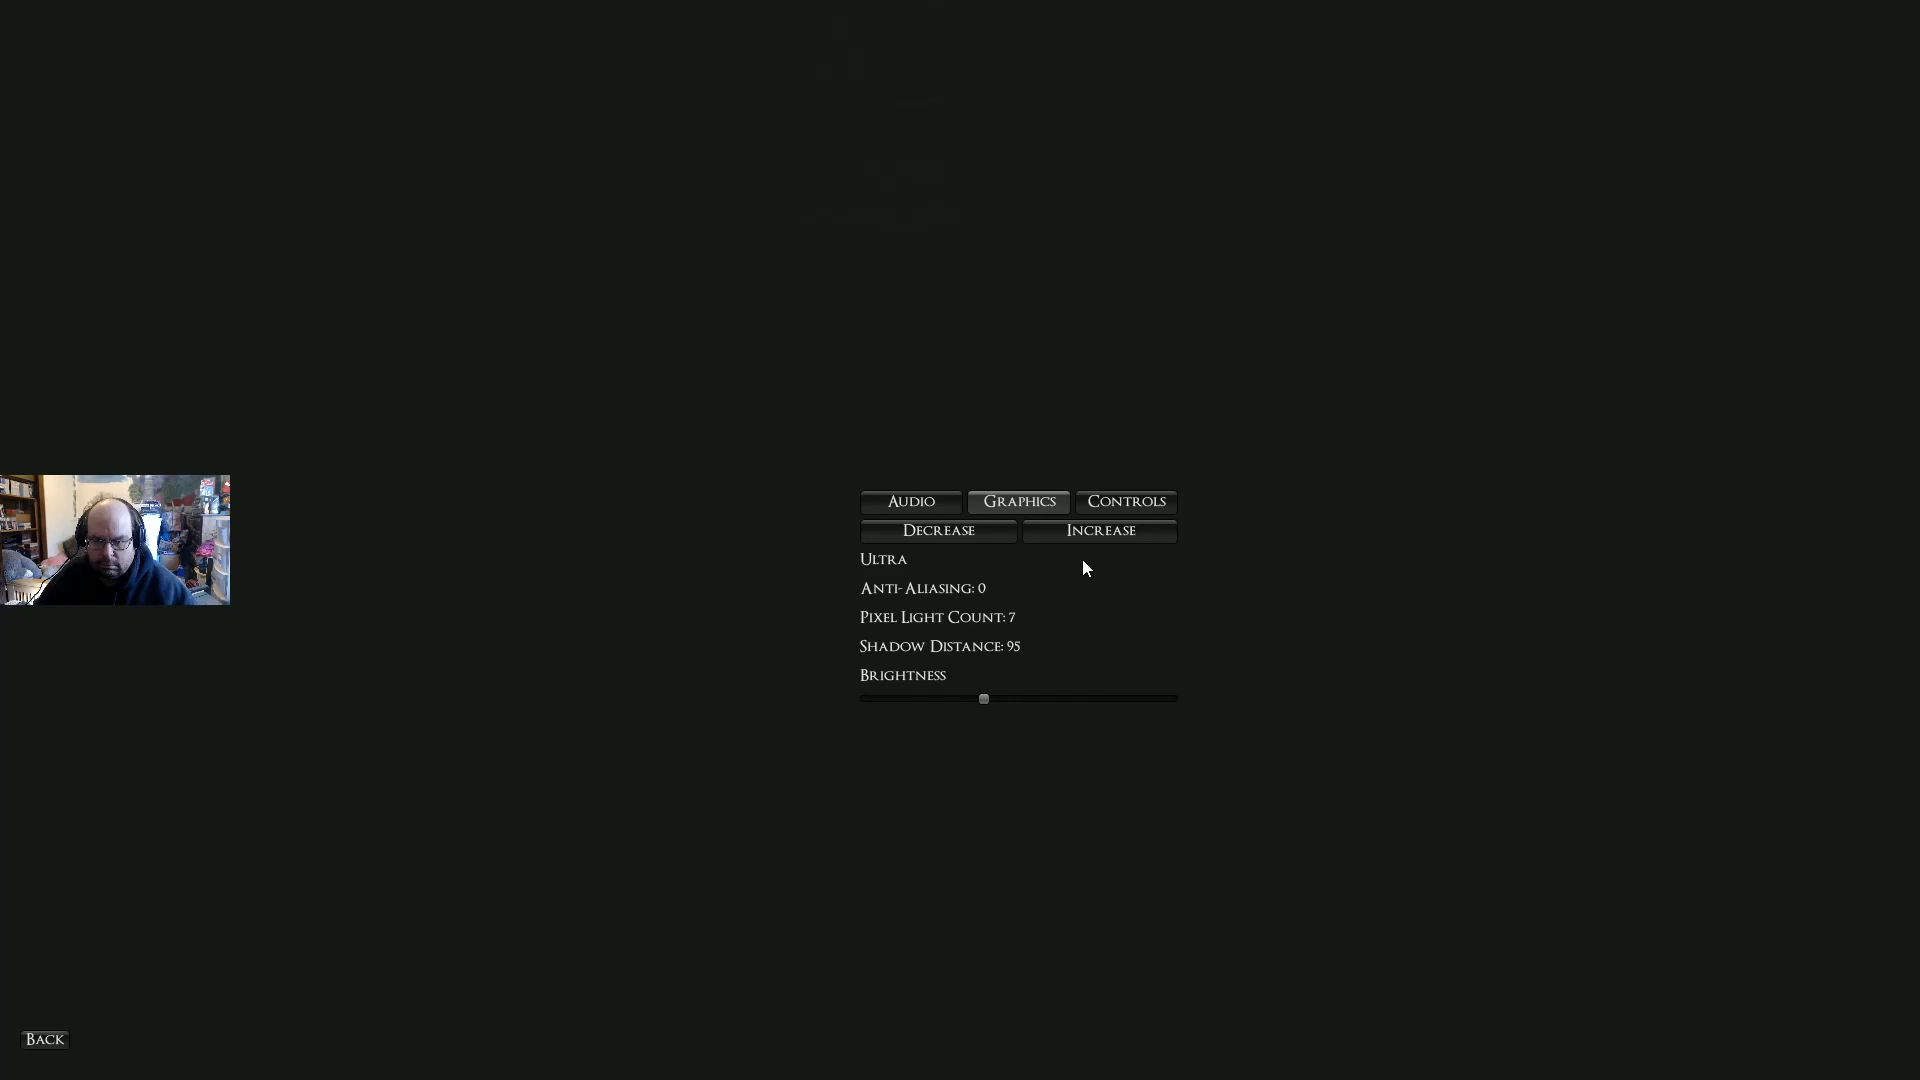 Audio Graphics Controls
Decrease Increase
Ultra
Anti-Aliasing: 0
Pixel Light Count: 7
Shadow Distance: 95
Brightness
Back